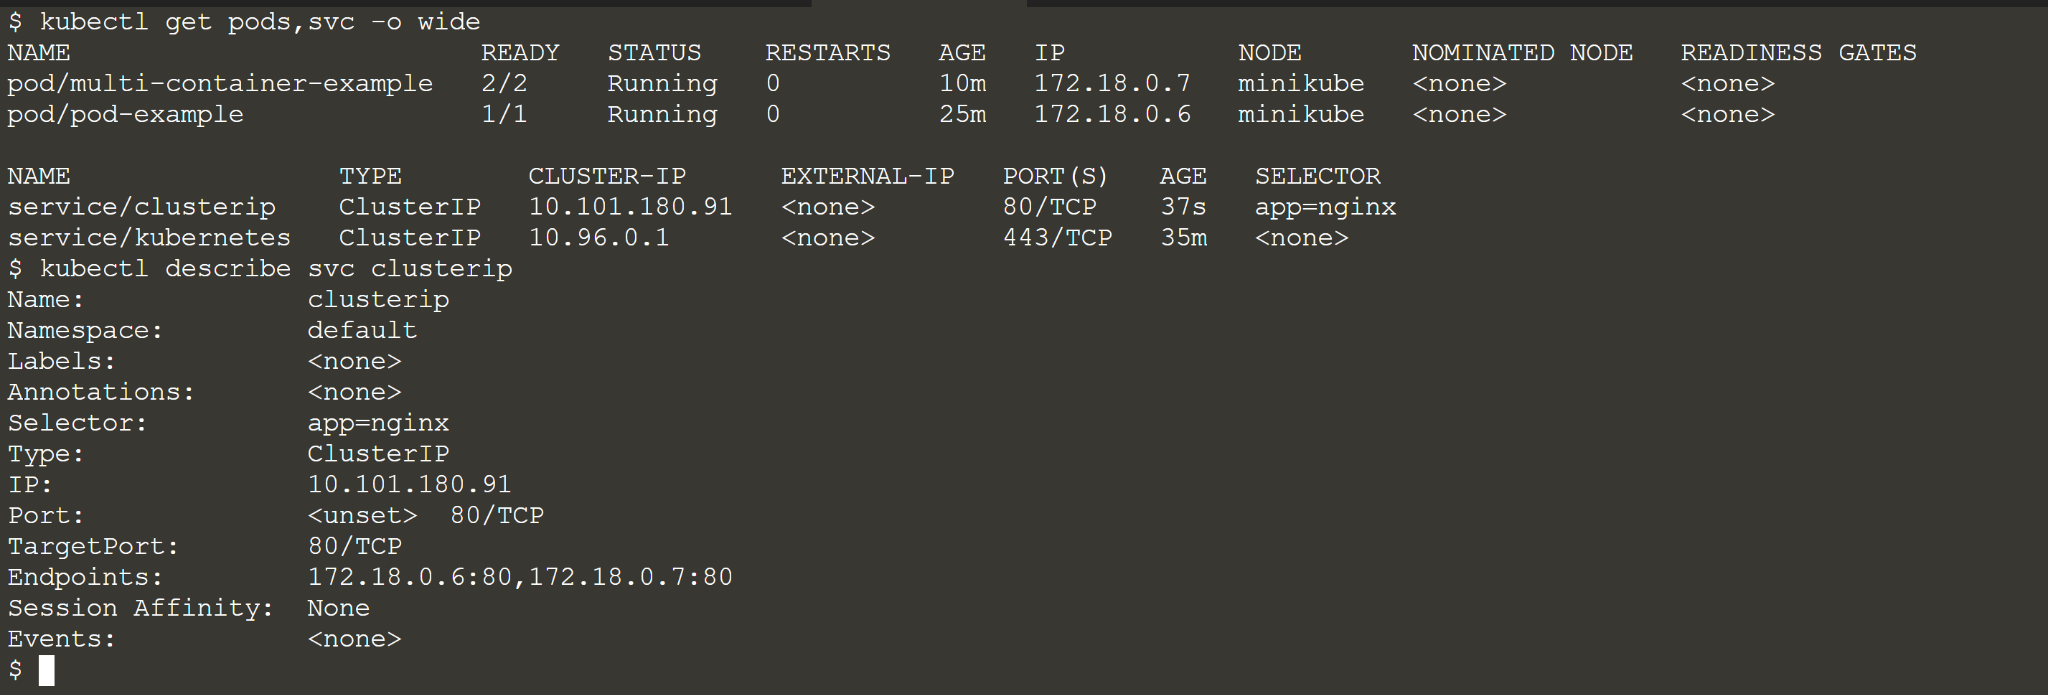 $ kubectl get pods,svc -o wide
NAME                          READY   STATUS    RESTARTS   AGE   IP           NODE       NOMINATED NODE   READINESS GATES
pod/multi-container-example   2/2     Running   0          10m   172.18.0.7   minikube   <none>           <none>
pod/pod-example               1/1     Running   0          25m   172.18.0.6   minikube   <none>           <none>

NAME                 TYPE        CLUSTER-IP      EXTERNAL-IP   PORT(S)   AGE   SELECTOR
service/clusterip    ClusterIP   10.101.180.91   <none>        80/TCP    37s   app=nginx
service/kubernetes   ClusterIP   10.96.0.1       <none>        443/TCP   35m   <none>
$ kubectl describe svc clusterip
Name:              clusterip
Namespace:         default
Labels:            <none>
Annotations:       <none>
Selector:          app=nginx
Type:              ClusterIP
IP:                10.101.180.91
Port:              <unset>  80/TCP
TargetPort:        80/TCP
Endpoints:         172.18.0.6:80,172.18.0.7:80
Session Affinity:  None
Events:            <none>
$